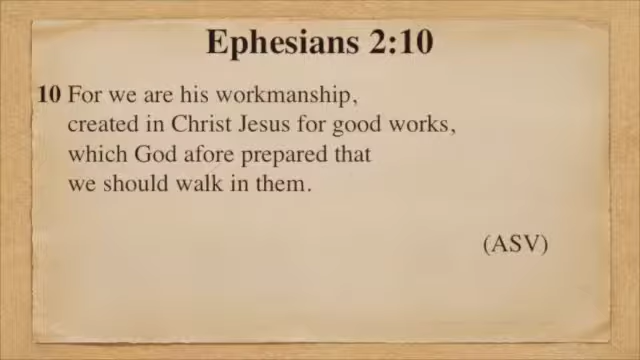 Ephesians 2:10
10 For we are his workmanship,
created in Christ Jesus for good works,
which God afore prepared that
we should walk in them.
(ASV)